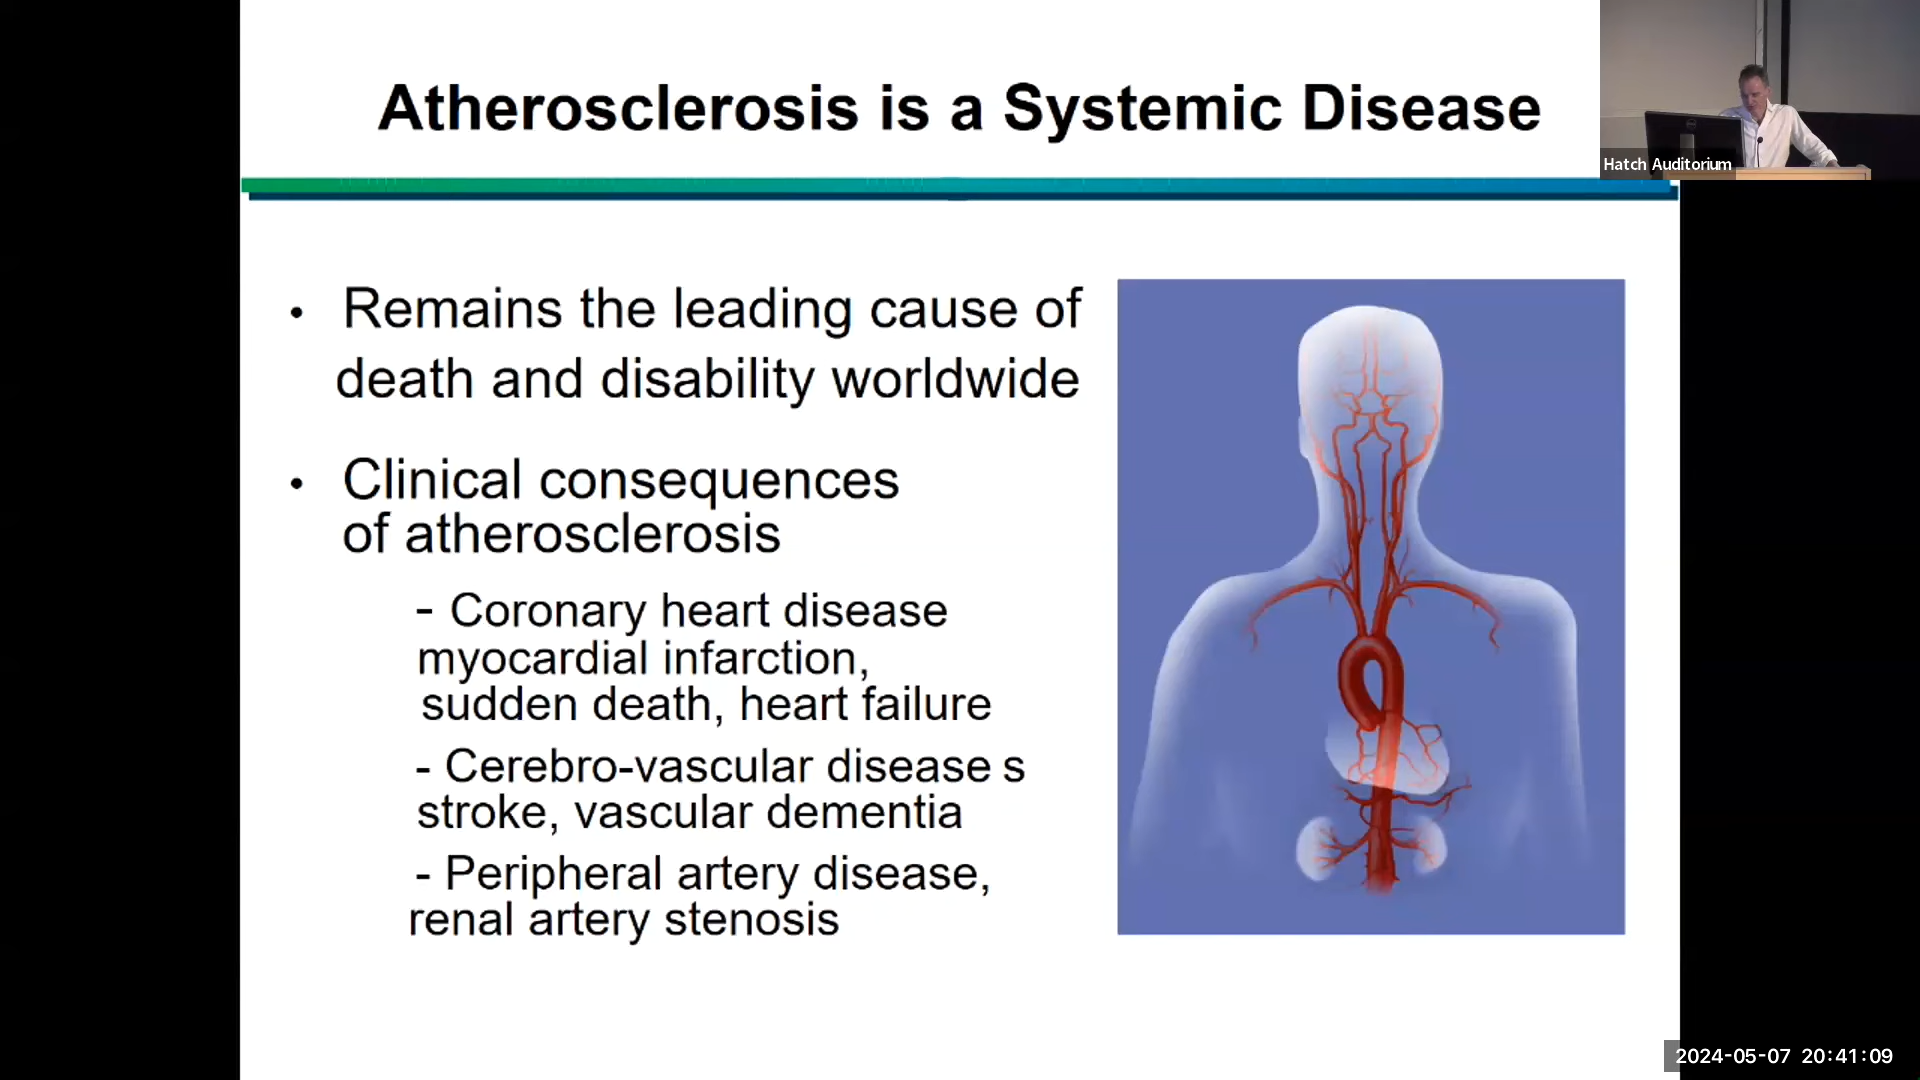 Atherosclerosis is a Systemic Disease
Hatch Auditorium
• Remains the leading cause of
death and disability worldwide
• Clinical consequences
of atherosclerosis
- Coronary heart disease
myocardial infarction,
sudden death, heart failure
- Cerebro-vascular disease s
stroke, vascular dementia
- Peripheral artery disease,
renal artery stenosis
2024-05-07 20:41:09